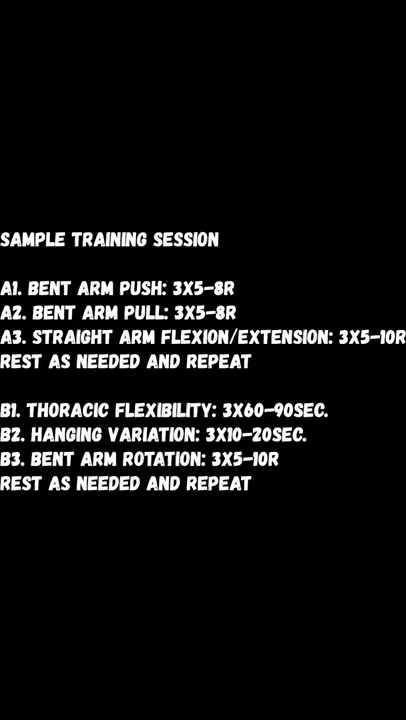 SAMPLE TRAINING SESSION
A1. BENT ARM PUSH: 3X5-8R
A2. BENT ARM PULL: 3X5-8R
A3. STRAIGHT ARM FLEXION/EXTENSION: 3X5-10R
REST AS NEEDED AND REPEAT
B1. THORACIC FLEXIBILITY: 3X60-90SEC.
B2. HANGING VARIATION: 3X10-20SEC.
B3. BENT ARM ROTATION: 3X5-10R
REST AS NEEDED AND REPEAT